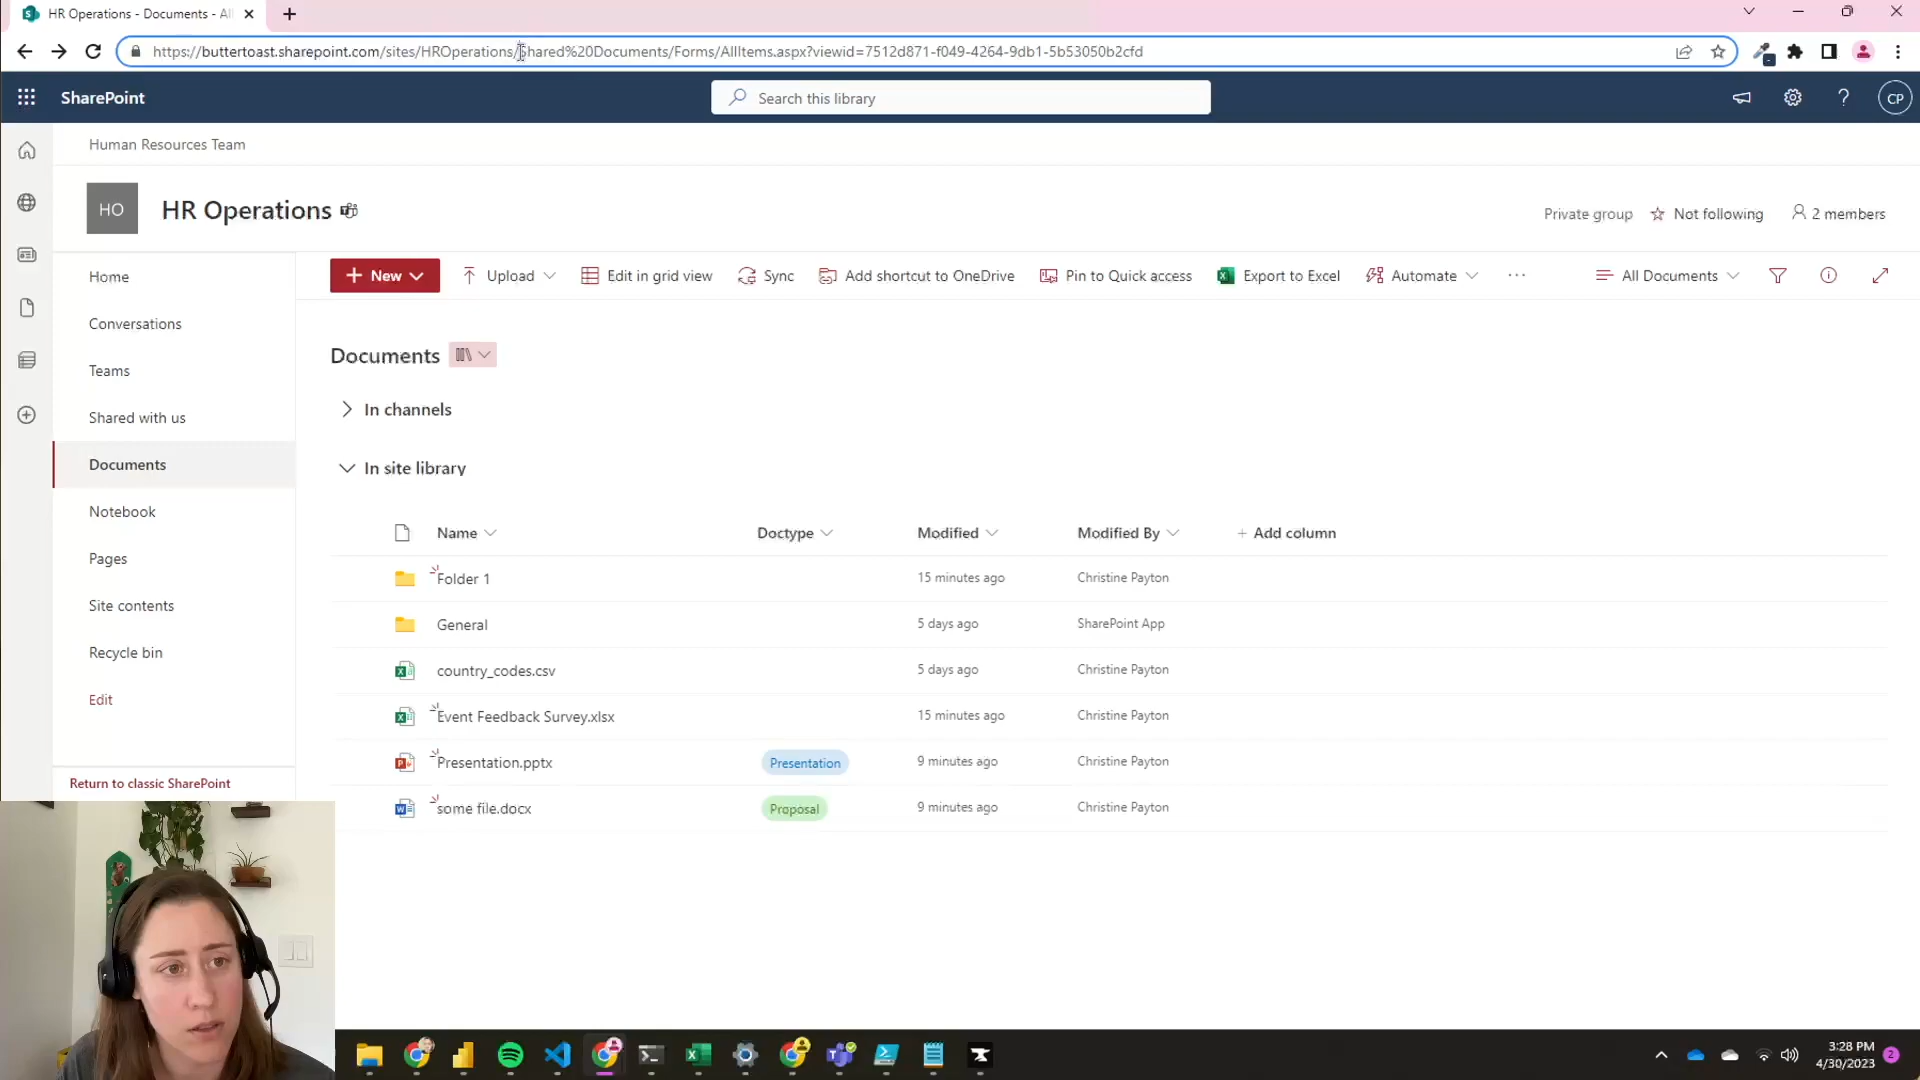 HR Operations - Documents - Al
https://buttertoast.sharepoint.com/sites/HROperations/Shared%20Documents/Forms/AllItems.aspx?viewid=7512d871-f049-4264-9db1-5b53050b2cfd
SharePoint
Search this library
CP
Human Resources Team
HO
HR Operations
Private group
Not following
2 members
Home
Conversations
Teams
Shared with us
Documents
Notebook
Pages
Site contents
Recycle bin
Edit
Return to classic SharePoint
New
Upload
Edit in grid view
Sync
Add shortcut to OneDrive
Pin to Quick access
Export to Excel
Automate
All Documents
Documents
In channels
In site library
Name Doctype Modified Modified By + Add column
Folder 1 15 minutes ago Christine Payton
General 5 days ago SharePoint App
country_codes.csv 5 days ago Christine Payton
Event Feedback Survey.xlsx 15 minutes ago Christine Payton
Presentation.pptx Presentation 9 minutes ago Christine Payton
some file.docx Proposal 9 minutes ago Christine Payton
3:28 PM
4/30/2023
2